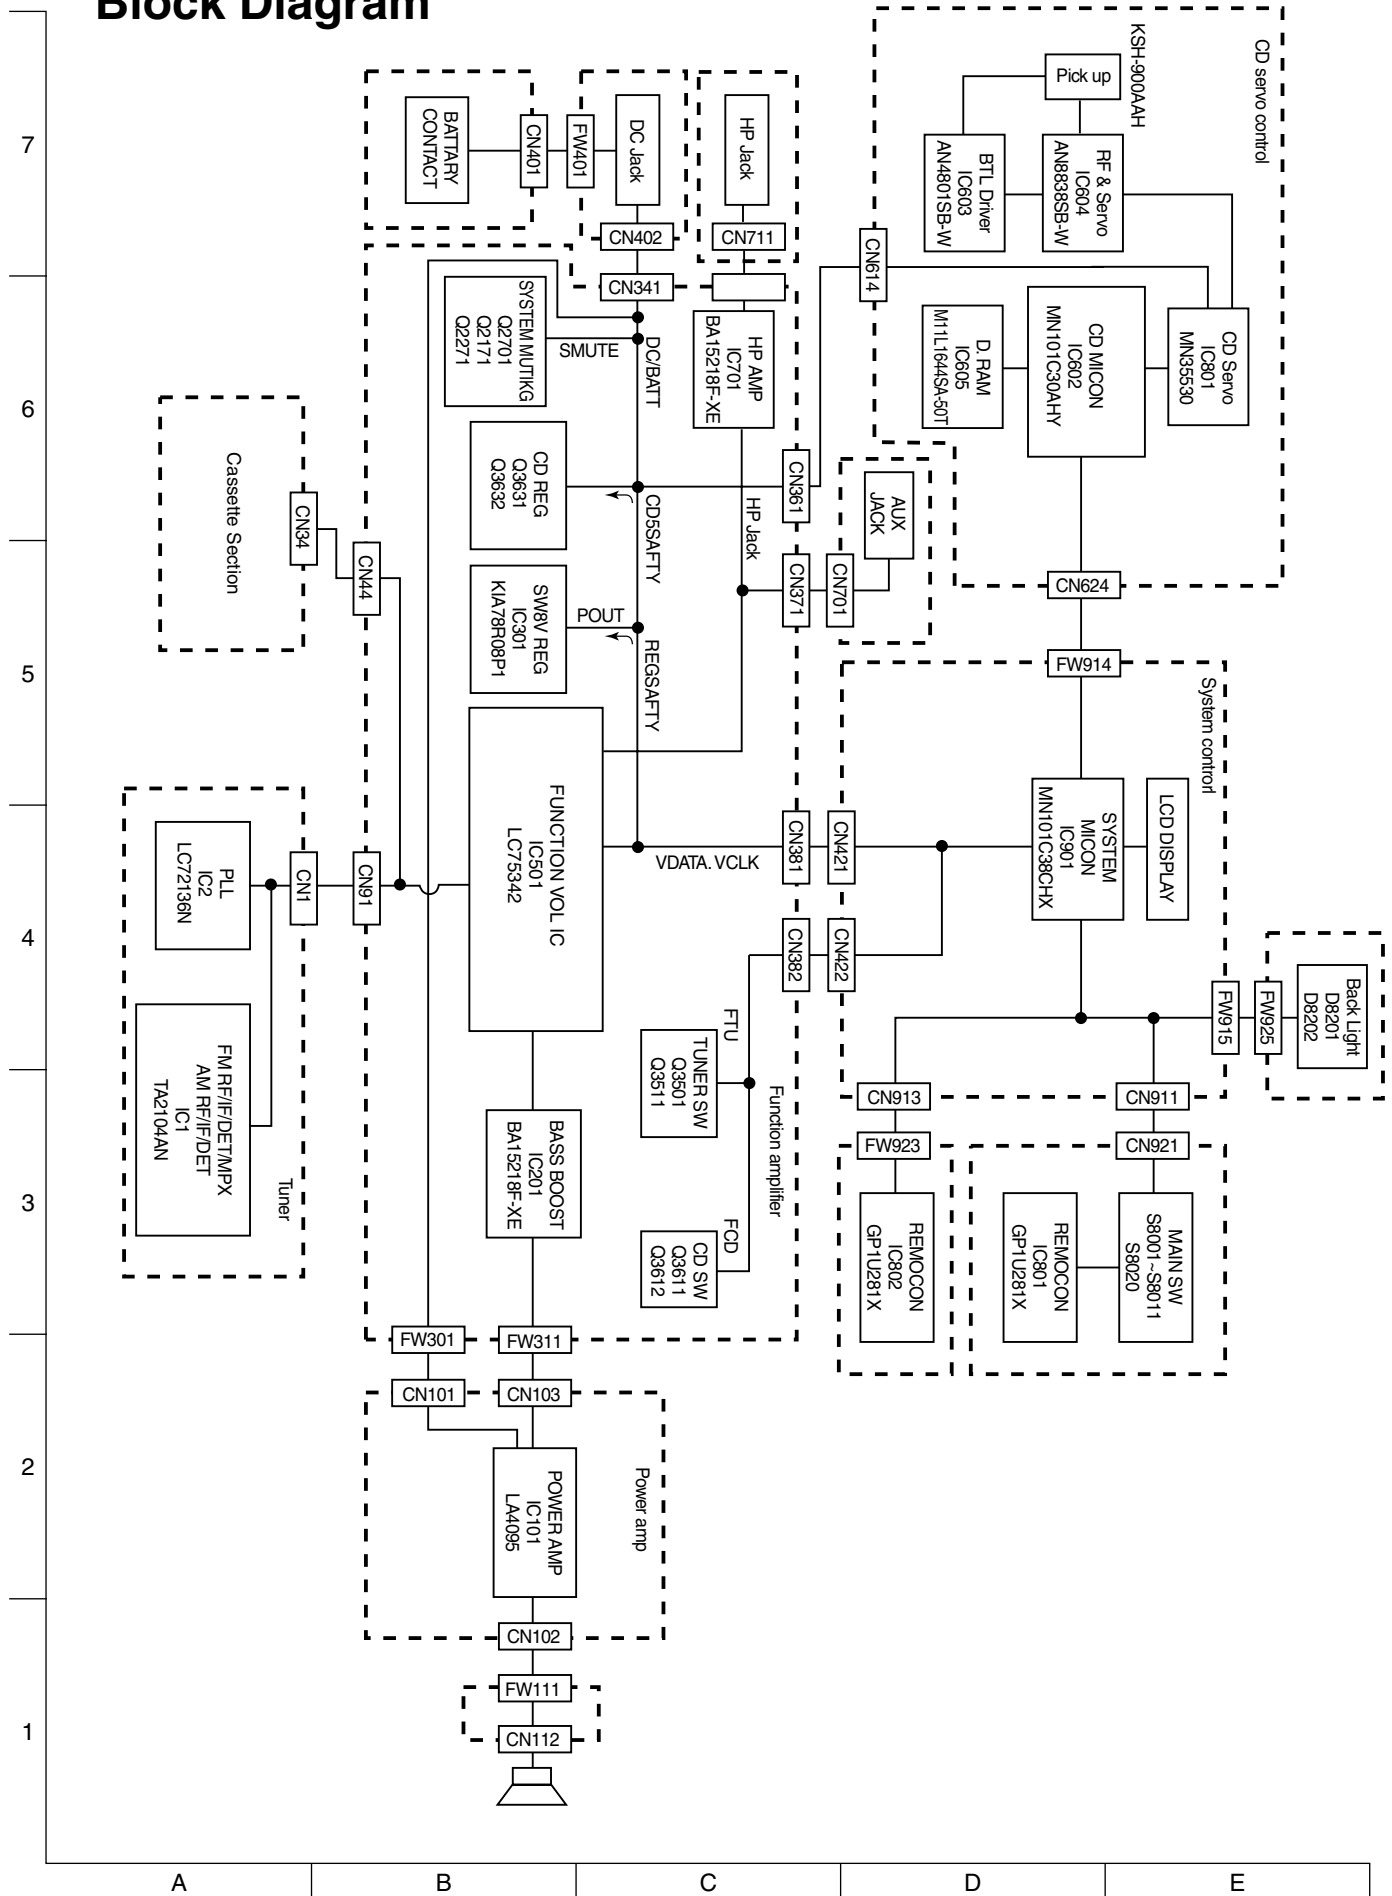 Block Diagram
7
6
5
4
3
2
1
A
B
C
D
E
CD servo control
KSH-900AAH
Pick up
BTL Driver
IC603
AN4801SB-W
RF & Servo
IC604
AN8838SB-W
CN614
D. RAM
IC605
M11L1644SA-50T
CD MICON
IC602
MN101C30AHY
CD Servo
IC801
MN35530
CN624
BATTARY
CONTACT
CN401
FW401
DC Jack
CN402
HP Jack
CN711
CN341
SYSTEM MUTIKG
Q2701
Q2171
Q2271
SMUTE
DC/BATT
HP AMP
IC701
BA15218F-XE
CD REG
Q3631
Q3632
CD5SAFTY
HP Jack
CN361
AUX
JACK
CN371
CN701
SW8V REG
IC301
KIA78R08P1
POUT
REGSAFTY
Cassette Section
CN34
CN44
FW914
System controrl
FUNCTION VOL IC
IC501
LC75342
VDATA. VCLK
CN381
CN421
SYSTEM
MICON
IC901
MN101C38CHX
LCD DISPLAY
PLL
IC2
LC72136N
CN1
CN91
CN382
CN422
FW915
FW925
Back Light
D8201
D8202
FM RF/IF/DET/MPX
AM RF/IF/DET
IC1
TA2104AN
Tuner
FTU
TUNER SW
Q3501
Q3511
Function amplifier
FCD
CD SW
Q3611
Q3612
BASS BOOST
IC201
BA15218F-XE
CN913
FW923
CN911
CN921
REMOCON
IC802
GP1U281X
REMOCON
IC801
GP1U281X
MAIN SW
S8001~S8011
S8020
FW301
FW311
CN101
CN103
POWER AMP
IC101
LA4095
Power amp
CN102
FW111
CN112